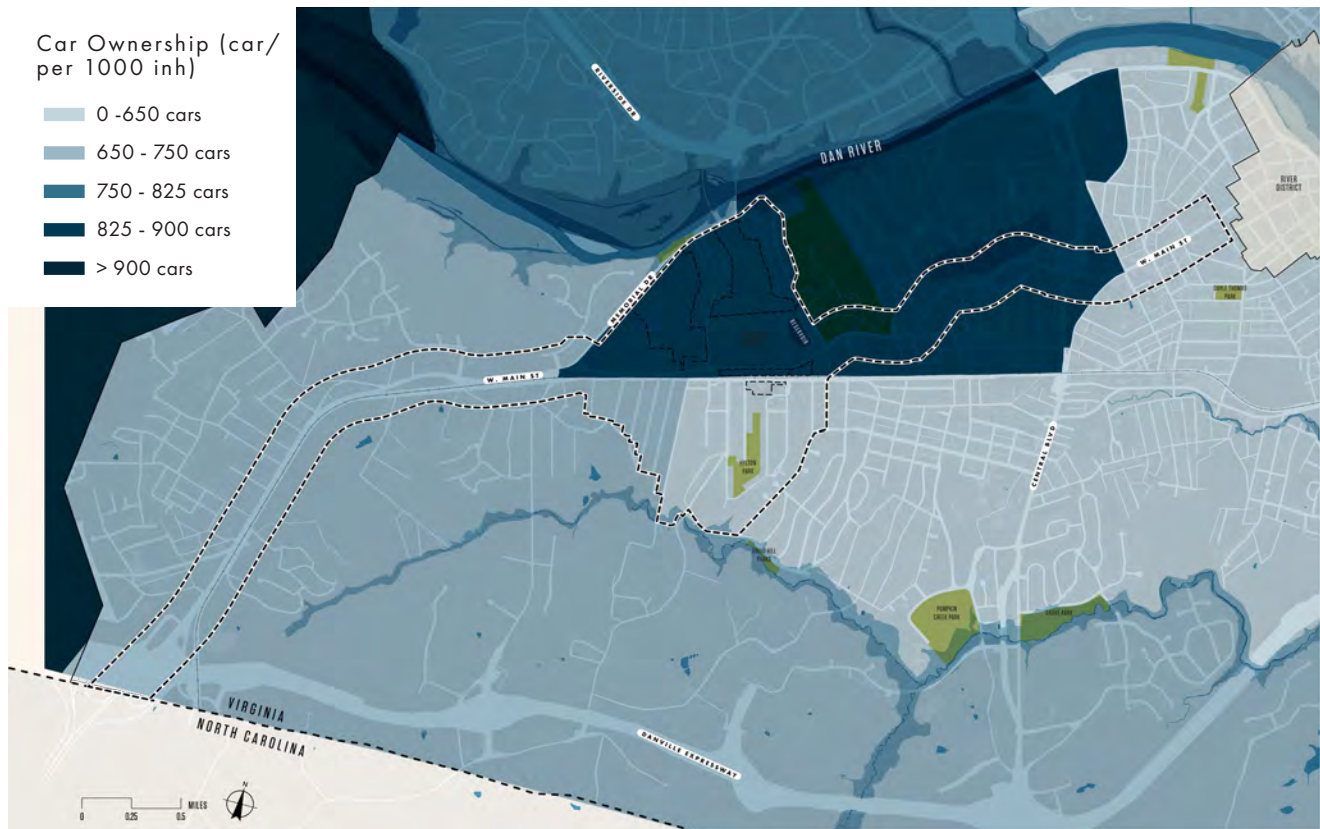 Car Ownership (car/
per 1000 inh)
0 -650 cars
650 - 750 cars
750 - 825 cars
825 - 900 cars
> 900 cars
RIVERSIDE DR
DAN RIVER
RIVER
DISTRICT
W. MAIN ST
MEMORIAL DR
PARK
W. MAIN ST
CENTRAL BLVD
PARK
PUMPKIN
CREEK PARK
VIRGINIA
NORTH CAROLINA
DANVILLE EXPRESSWAY
N
0
0.25
0.5
MILES